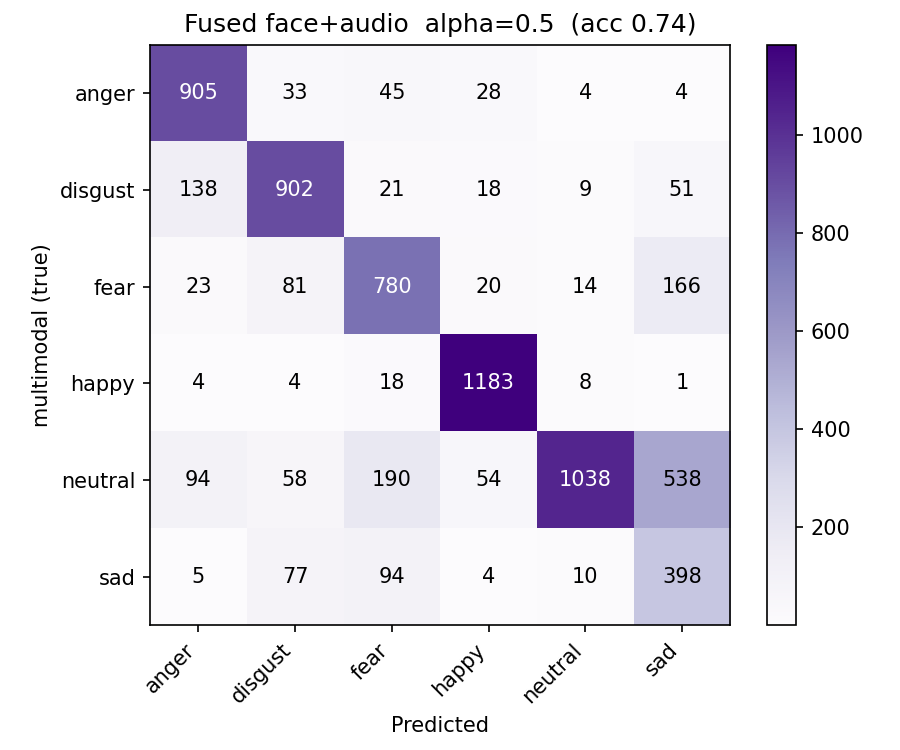 Fused face+audio  alpha=0.5  (acc 0.74)
multimodal (true)
anger 905 33 45 28 4 4
disgust 138 902 21 18 9 51
fear 23 81 780 20 14 166
happy 4 4 18 1183 8 1
neutral 94 58 190 54 1038 538
sad 5 77 94 4 10 398
anger disgust fear happy neutral sad
Predicted
1000
800
600
400
200